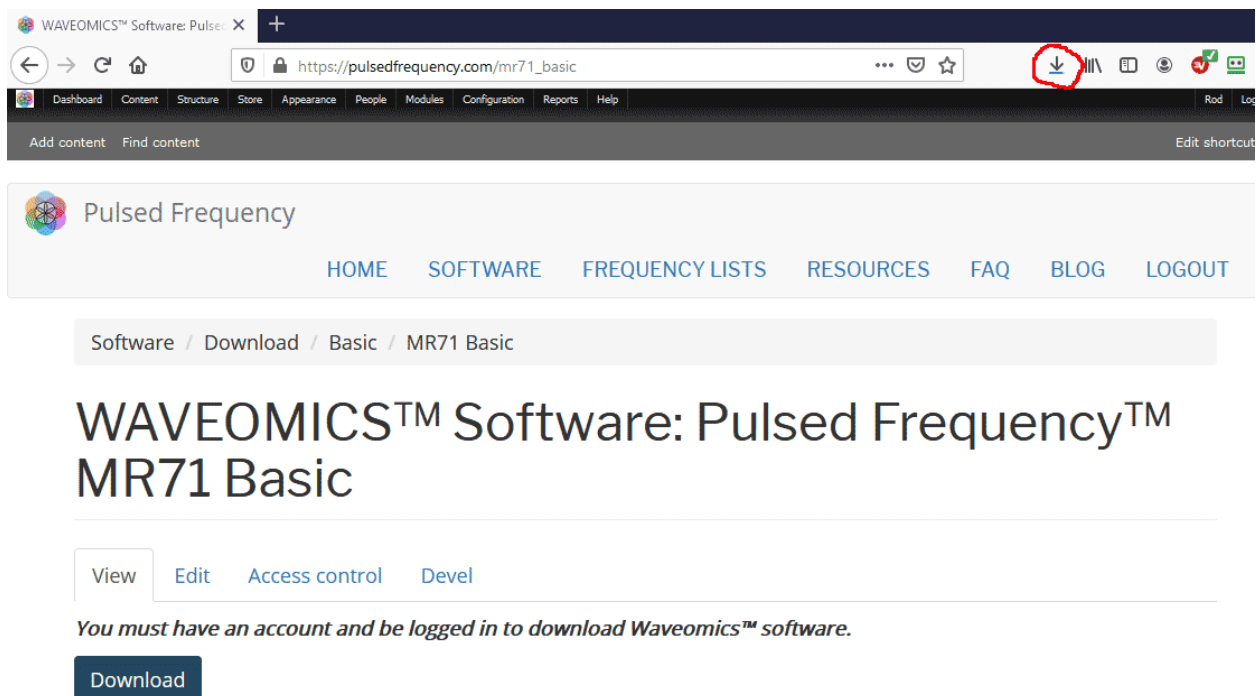 WAVEOMICS™ Software: Pulsed
https://pulsedfrequency.com/mr71_basic
Dashboard Content Structure Store Appearance People Modules Configuration Reports Help Rod Log
Add content Find content Edit shortcut
Pulsed Frequency
HOME SOFTWARE FREQUENCY LISTS RESOURCES FAQ BLOG LOGOUT
Software / Download / Basic / MR71 Basic
WAVEOMICS™ Software: Pulsed Frequency™
MR71 Basic
View Edit Access control Devel
You must have an account and be logged in to download Waveomics™ software.
Download